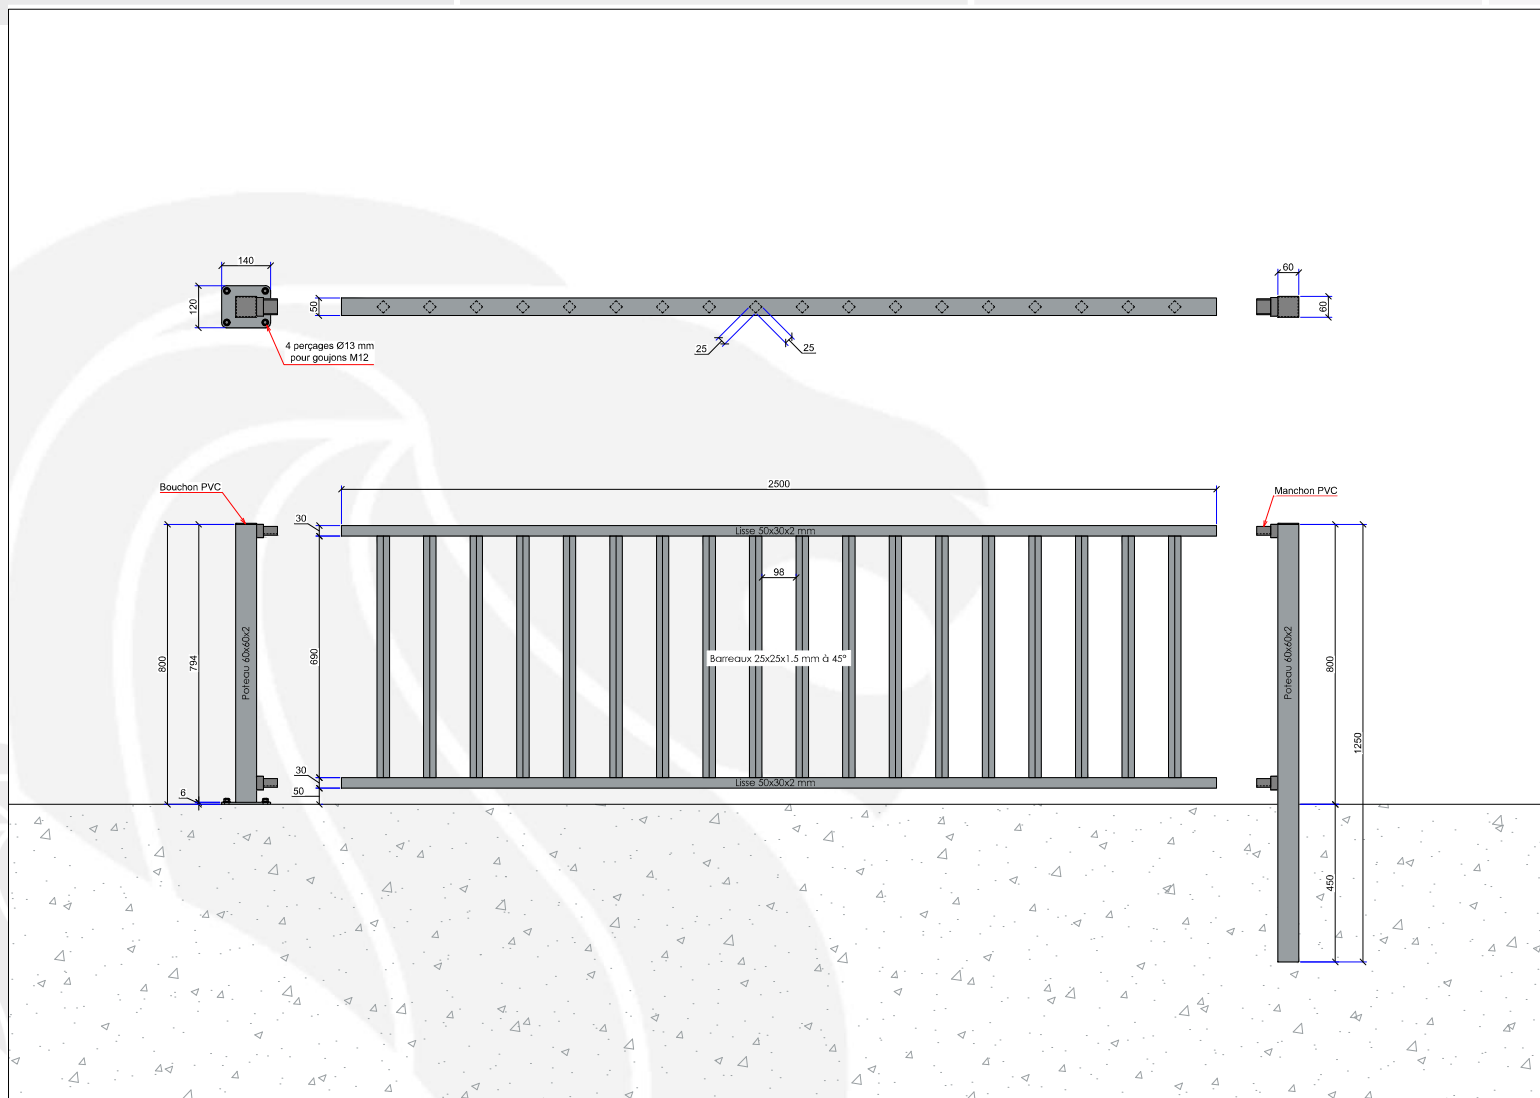 140
120
4 perçages Ø13 mm
pour goujons M12
50
25
25
60
60
2500
Bouchon PVC
Manchon PVC
30
Lisse 50x30x2 mm
98
690
Barreaux 25x25x1.5 mm à 45°
800
794
Poteau 60x60x2
Poteau 60x60x2
800
1250
30
Lisse 50x30x2 mm
50
6
450